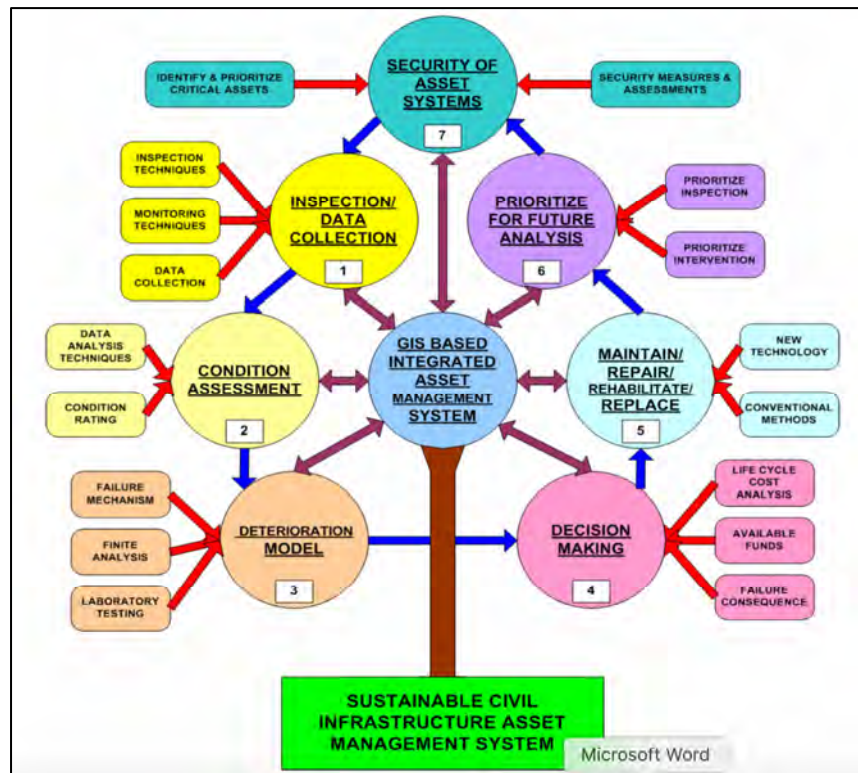 SECURITY OF
ASSET
SYSTEMS
7
IDENTIFY & PRIORITIZE
CRITICAL ASSETS
SECURITY MEASURES &
ASSESSMENTS
INSPECTION
TECHNIQUES
MONITORING
TECHNIQUES
DATA
COLLECTION
INSPECTION/
DATA
COLLECTION
1
PRIORITIZE
FOR FUTURE
ANALYSIS
6
PRIORITIZE
INSPECTION
PRIORITIZE
INTERVENTION
DATA
ANALYSIS
TECHNIQUES
CONDITION
RATING
CONDITION
ASSESSMENT
2
GIS BASED
INTEGRATED
ASSET
MANAGEMENT
SYSTEM
MAINTAIN/
REPAIR/
REHABILITATE/
REPLACE
5
NEW
TECHNOLOGY
CONVENTIONAL
METHODS
FAILURE
MECHANISM
FINITE
ANALYSIS
LABORATORY
TESTING
DETERIORATION
MODEL
3
DECISION
MAKING
4
LIFE CYCLE
COST
ANALYSIS
AVAILABLE
FUNDS
FAILURE
CONSEQUENCE
SUSTAINABLE CIVIL
INFRASTRUCTURE ASSET
MANAGEMENT SYSTEM
Microsoft Word